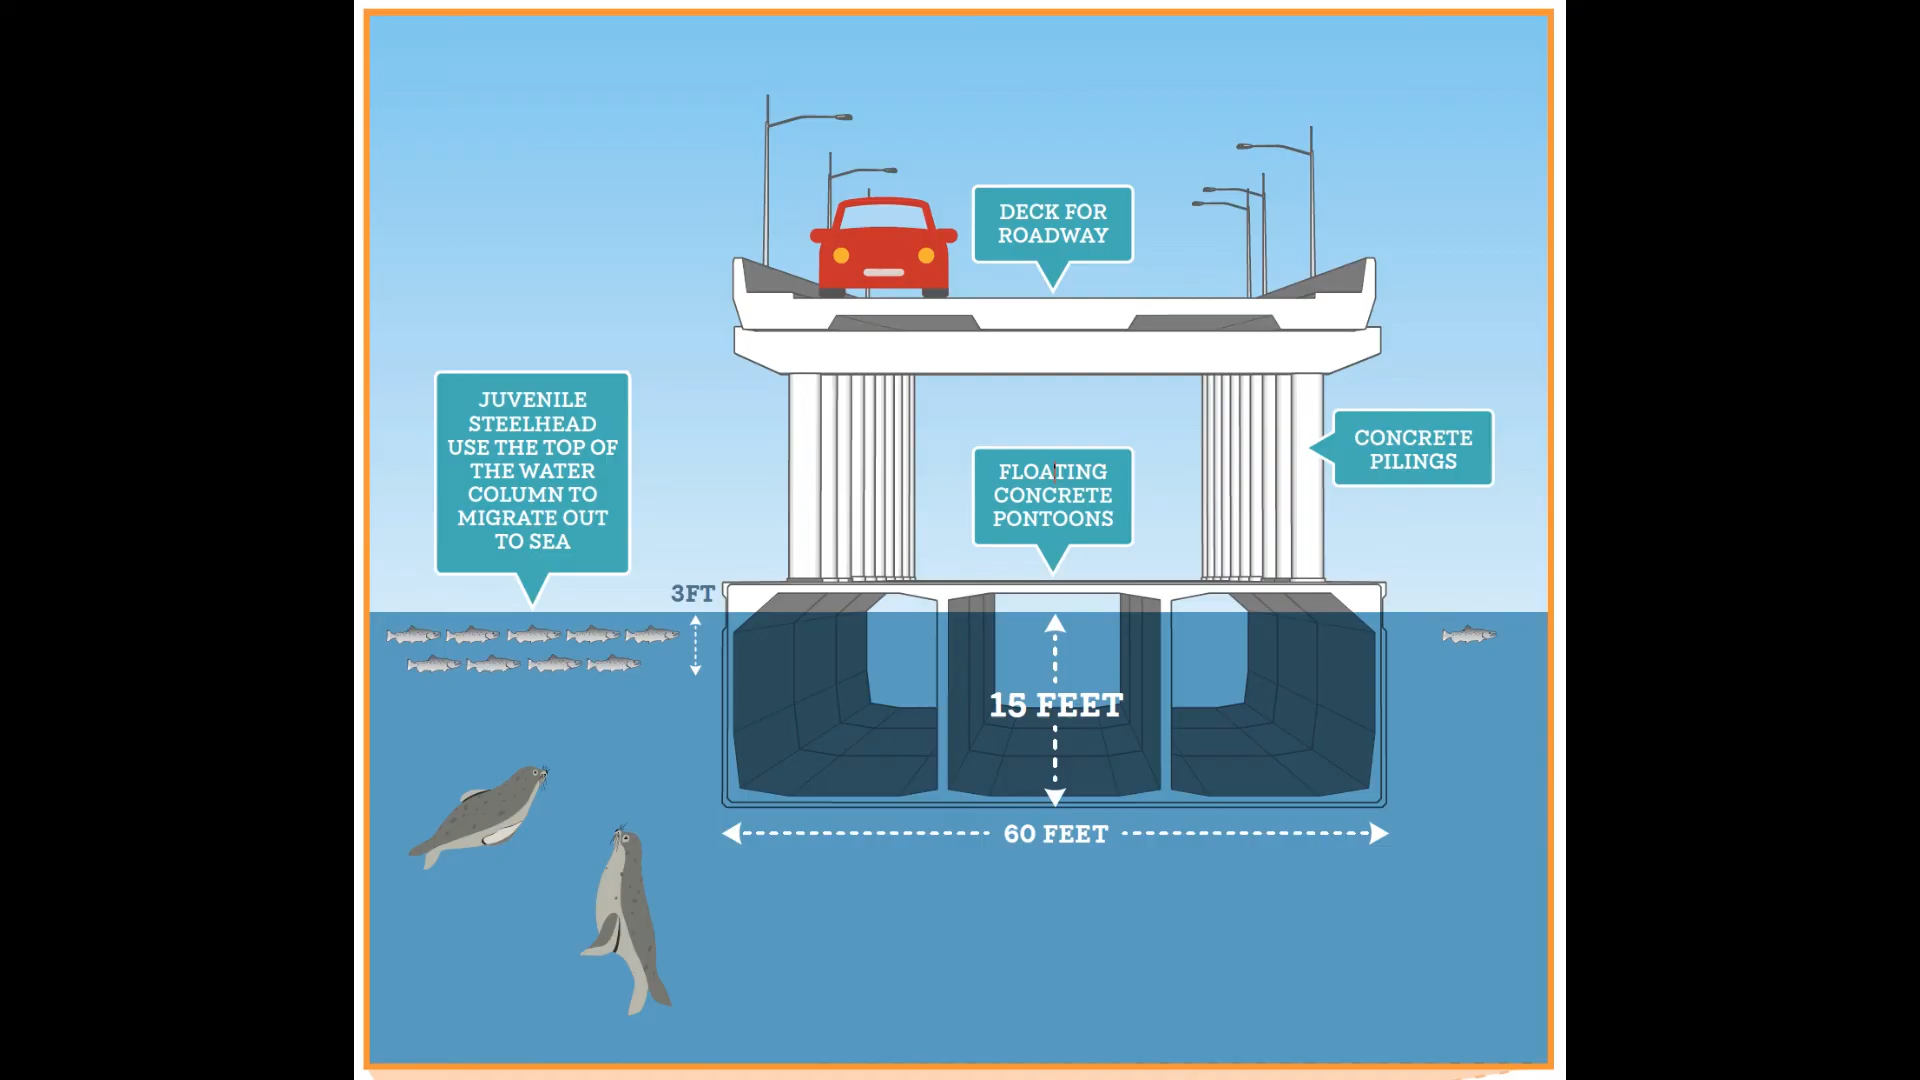 DECK FOR
ROADWAY
JUVENILE
STEELHEAD
USE THE TOP OF
THE WATER
COLUMN TO
MIGRATE OUT
TO SEA
CONCRETE
PILINGS
FLOATING
CONCRETE
PONTOONS
3FT
15 FEET
60 FEET